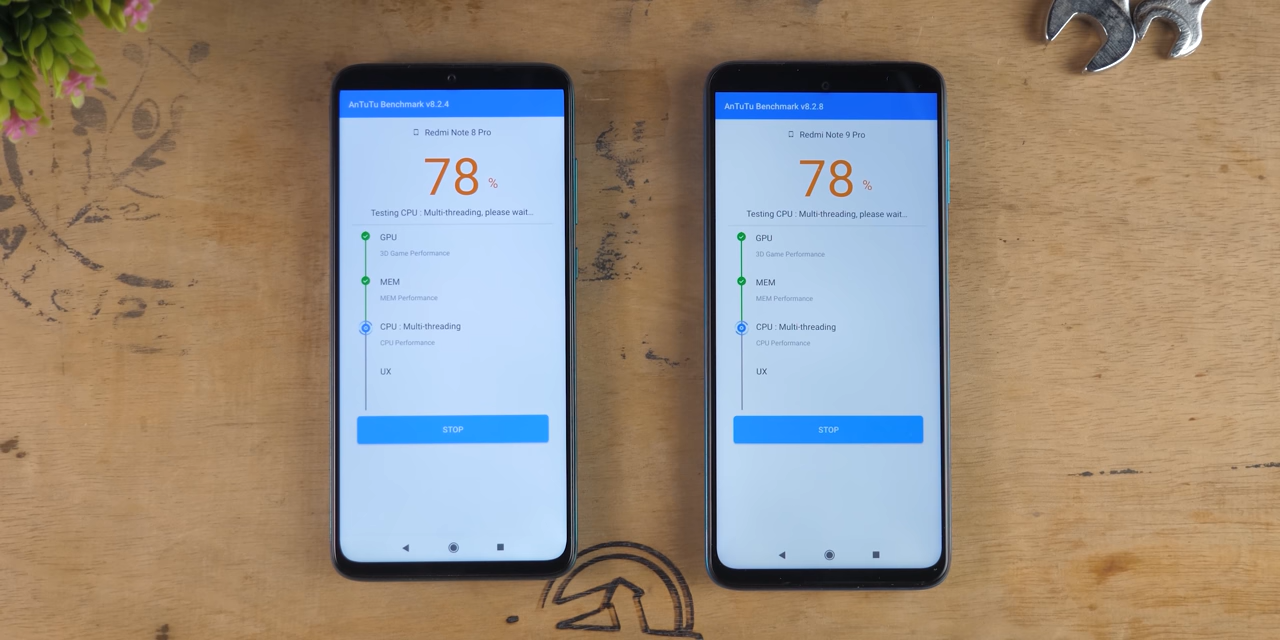 AnTuTu Benchmark v8.2.4
Redmi Note 8 Pro
78 %
Testing CPU : Multi-threading, please wait...
GPU
3D Game Performance
MEM
MEM Performance
CPU : Multi-threading
CPU Performance
UX
STOP
AnTuTu Benchmark v8.2.8
Redmi Note 9 Pro
78 %
Testing CPU : Multi-threading, please wait...
GPU
3D Game Performance
MEM
MEM Performance
CPU : Multi-threading
CPU Performance
UX
STOP